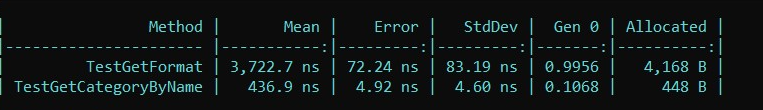 | Method | Mean | Error | StdDev | Gen 0 | Allocated |
|---------------------- |-----------:|---------:|---------:|-------:|----------:|
| TestGetFormat | 3,722.7 ns | 72.24 ns | 83.19 ns | 0.9956 | 4,168 B |
| TestGetCategoryByName | 436.9 ns | 4.92 ns | 4.60 ns | 0.1068 | 448 B |